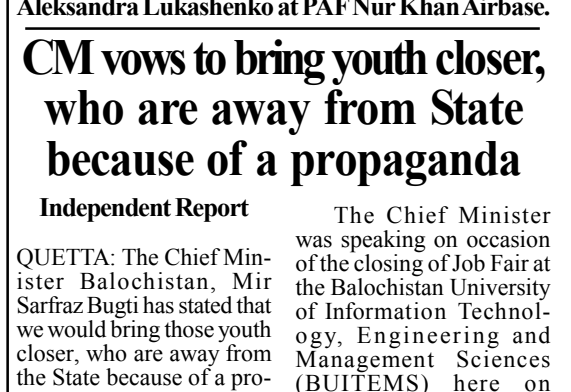 Aleksandra Lukashenko at PAF Nur Khan Airbase.
CM vows to bring youth closer,
who are away from State
because of a propaganda
Independent Report
QUETTA: The Chief Min-
ister Balochistan, Mir
Sarfraz Bugti has stated that
we would bring those youth
closer, who are away from
the State because of a pro-
The Chief Minister
was speaking on occasion
of the closing of Job Fair at
the Balochistan University
of Information Technol-
ogy, Engineering and
Management Sciences
(BUITEMS) here on